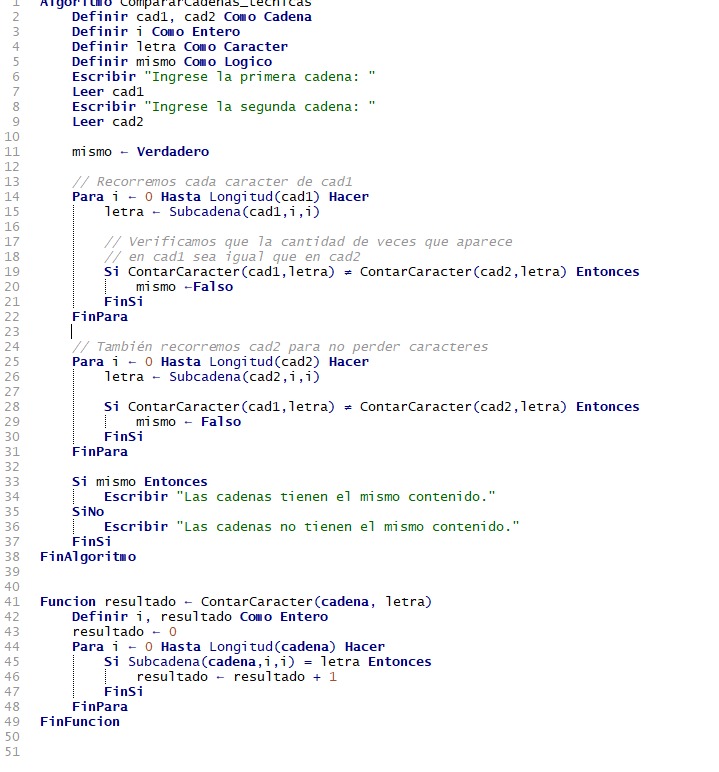 1 Algoritmo CompararCadenas_tecnicas
2 Definir cad1, cad2 Como Cadena
3 Definir i Como Entero
4 Definir letra Como Caracter
5 Definir mismo Como Logico
6 Escribir "Ingrese la primera cadena: "
7 Leer cad1
8 Escribir "Ingrese la segunda cadena: "
9 Leer cad2
10
11 mismo ← Verdadero
12
13 // Recorremos cada caracter de cad1
14 Para i ← 0 Hasta Longitud(cad1) Hacer
15 letra ← Subcadena(cad1,i,i)
16
17 // Verificamos que la cantidad de veces que aparece
18 // en cad1 sea igual que en cad2
19 Si ContarCaracter(cad1,letra) ≠ ContarCaracter(cad2,letra) Entonces
20 mismo ←Falso
21 FinSi
22 FinPara
23
24 // También recorremos cad2 para no perder caracteres
25 Para i ← 0 Hasta Longitud(cad2) Hacer
26 letra ← Subcadena(cad2,i,i)
27
28 Si ContarCaracter(cad1,letra) ≠ ContarCaracter(cad2,letra) Entonces
29 mismo ← Falso
30 FinSi
31 FinPara
32
33 Si mismo Entonces
34 Escribir "Las cadenas tienen el mismo contenido."
35 SiNo
36 Escribir "Las cadenas no tienen el mismo contenido."
37 FinSi
38 FinAlgoritmo
39
40
41 Funcion resultado ← ContarCaracter(cadena, letra)
42 Definir i, resultado Como Entero
43 resultado ← 0
44 Para i ← 0 Hasta Longitud(cadena) Hacer
45 Si Subcadena(cadena,i,i) = letra Entonces
46 resultado ← resultado + 1
47 FinSi
48 FinPara
49 FinFuncion
50
51